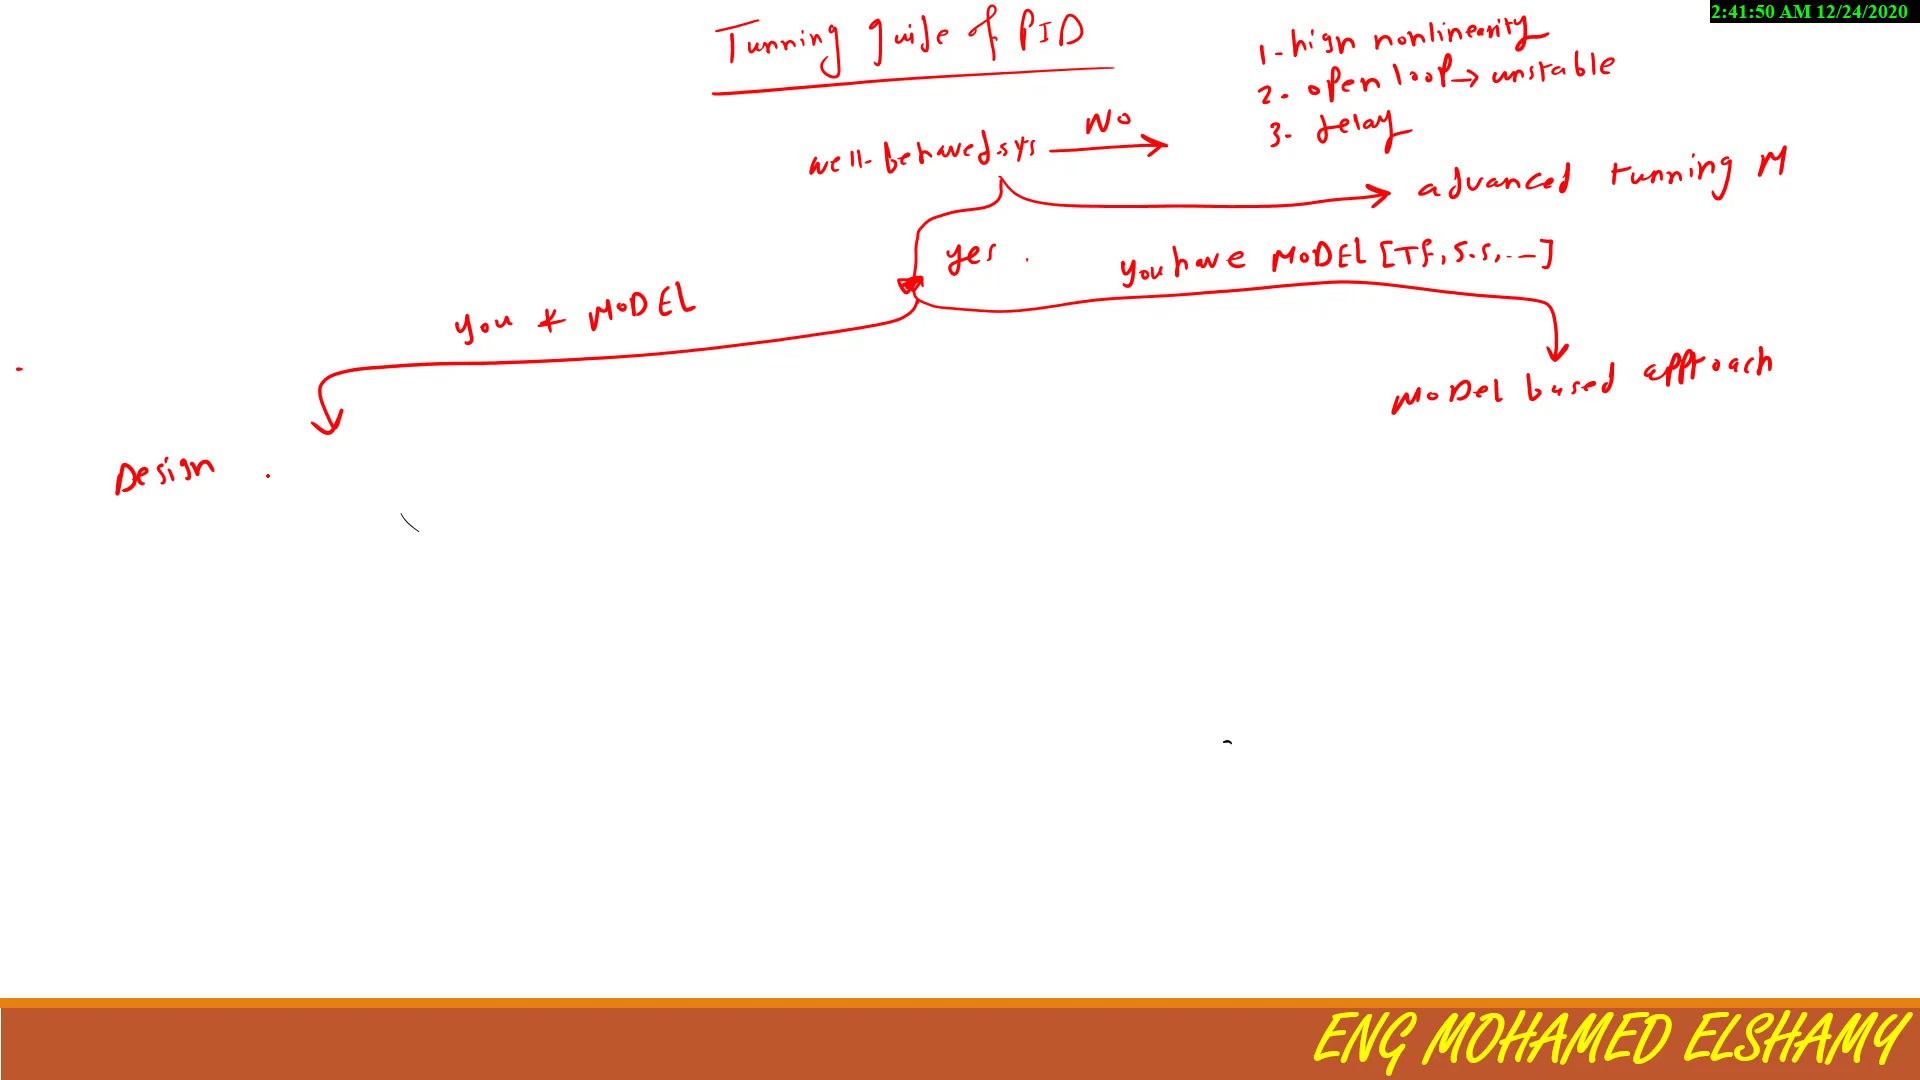 2:41:50 AM 12/24/2020
Tunning guide of PID
1- high nonlinearity
2. open loop → unstable
3. delay
well-behaved sys
NO
advanced tunning M
yes
you have MODEL [TF, S.S, ...]
you * MODEL
MODEL based approach
Design
ENG MOHAMED ELSHAMY